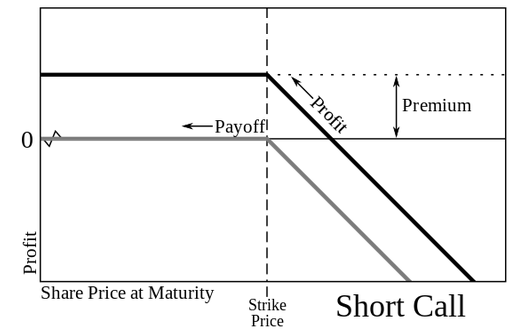 Profit
Premium
Payoff
0
Profit
Share Price at Maturity
Strike
Price
Short Call